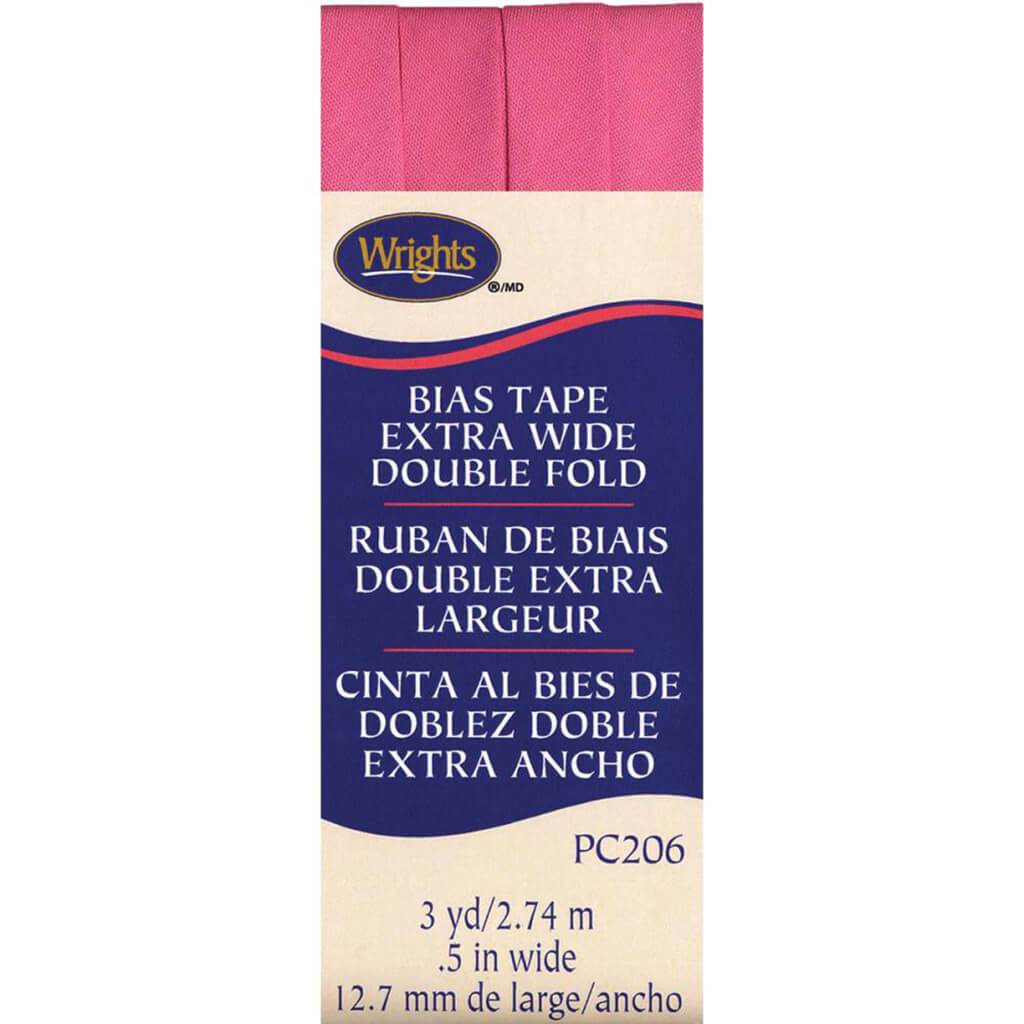 Wrights
®/MD
BIAS TAPE
EXTRA WIDE
DOUBLE FOLD
RUBAN DE BIAIS
DOUBLE EXTRA
LARGEUR
CINTA AL BIES DE
DOBLEZ DOBLE
EXTRA ANCHO
PC206
3 yd/2.74 m
.5 in wide
12.7 mm de large/ancho